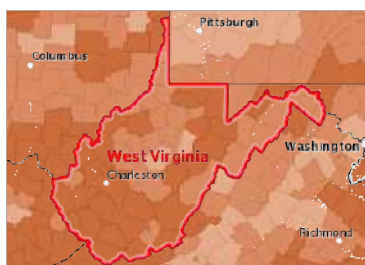 Pittsburgh
Columbus
Washington
West Virginia
Charleston
Richmond